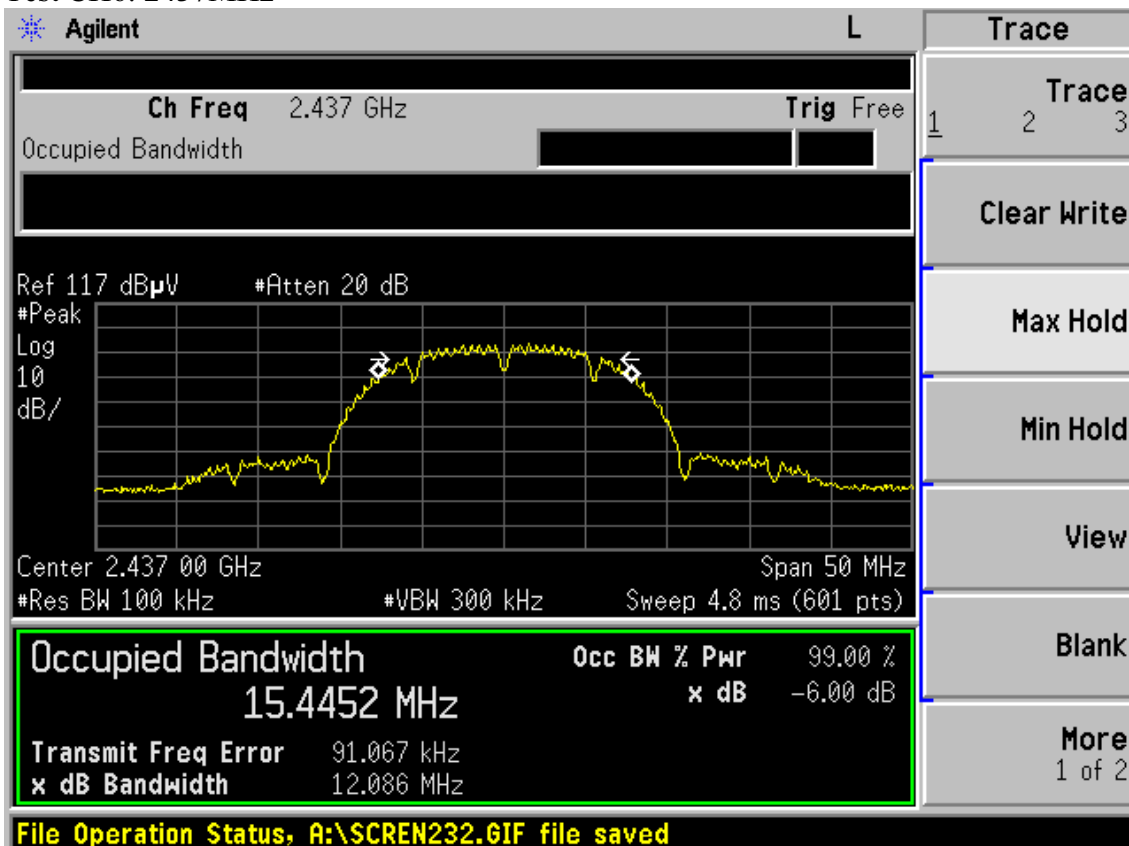 Agilent L Trace
Ch Freq 2.437 GHz Trig Free
Occupied Bandwidth
Trace
1 2 3
Clear Write
Max Hold
Min Hold
View
Blank
More
1 of 2
Ref 117 dBµV #Atten 20 dB
#Peak
Log
10
dB/
Center 2.437 00 GHz Span 50 MHz
#Res BW 100 kHz #VBW 300 kHz Sweep 4.8 ms (601 pts)
Occupied Bandwidth Occ BW % Pwr 99.00 %
15.4452 MHz x dB -6.00 dB
Transmit Freq Error 91.067 kHz
x dB Bandwidth 12.086 MHz
File Operation Status, A:\SCREN232.GIF file saved